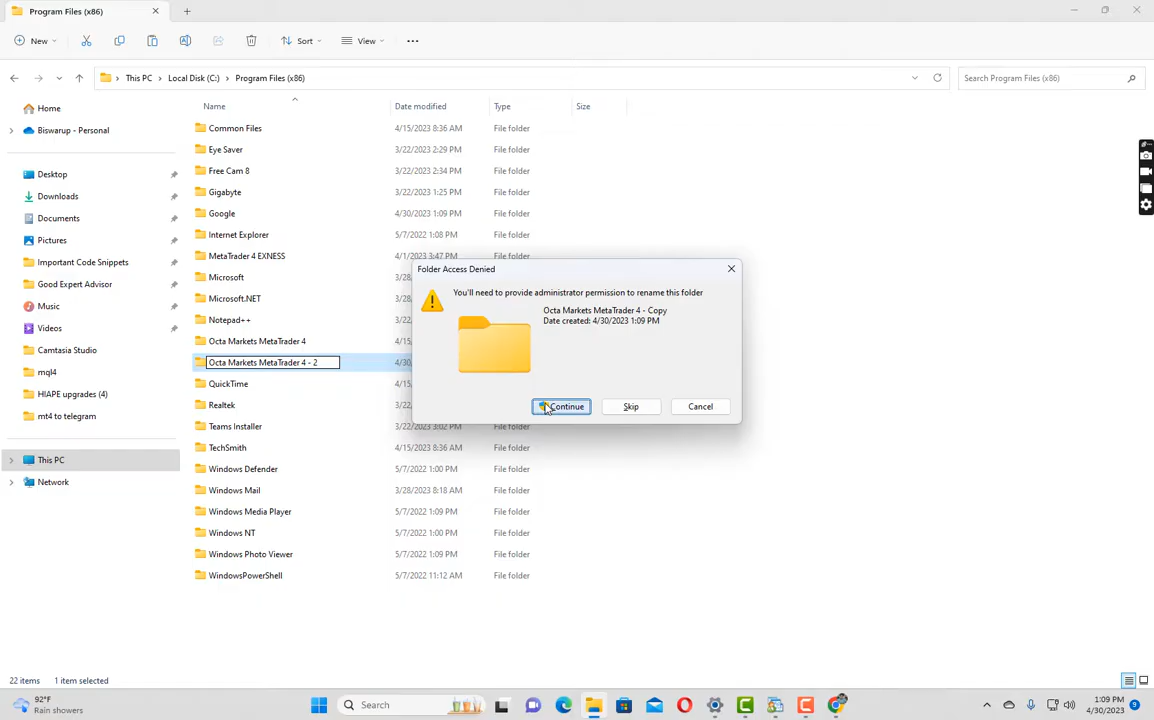 Program Files (x86)
New
Sort
View
This PC > Local Disk (C:) > Program Files (x86)
Search Program Files (x86)
Home
Biswarup - Personal
Desktop
Downloads
Documents
Pictures
Important Code Snippets
Good Expert Advisor
Music
Videos
Camtasia Studio
mql4
HIAPE upgrades (4)
mt4 to telegram
This PC
Network
Name Date modified Type Size
Common Files 4/15/2023 8:36 AM File folder
Eye Saver 3/22/2023 2:29 PM File folder
Free Cam 8 3/22/2023 2:34 PM File folder
Gigabyte 3/22/2023 1:25 PM File folder
Google 4/30/2023 1:09 PM File folder
Internet Explorer 5/7/2022 1:08 PM File folder
MetaTrader 4 EXNESS 4/1/2023 3:47 PM File folder
Microsoft 3/28/
Microsoft.NET 3/28/
Notepad++ 4/30/
Octa Markets MetaTrader 4 4/15/
Octa Markets MetaTrader 4 - 2 4/30/
QuickTime 4/15/
Realtek 3/22/
Teams Installer 3/22/2023 3:02 PM File folder
TechSmith 4/15/2023 8:36 AM File folder
Windows Defender 5/7/2022 1:00 PM File folder
Windows Mail 3/28/2023 8:18 AM File folder
Windows Media Player 5/7/2022 1:00 PM File folder
Windows NT 5/7/2022 1:00 PM File folder
Windows Photo Viewer 5/7/2022 1:09 PM File folder
WindowsPowerShell 5/7/2022 11:12 AM File folder
Folder Access Denied
You'll need to provide administrator permission to rename this folder
Octa Markets MetaTrader 4 - Copy
Date created: 4/30/2023 1:09 PM
Continue Skip Cancel
22 items 1 item selected
92°F
Rain showers
Search
1:09 PM
4/30/2023
9